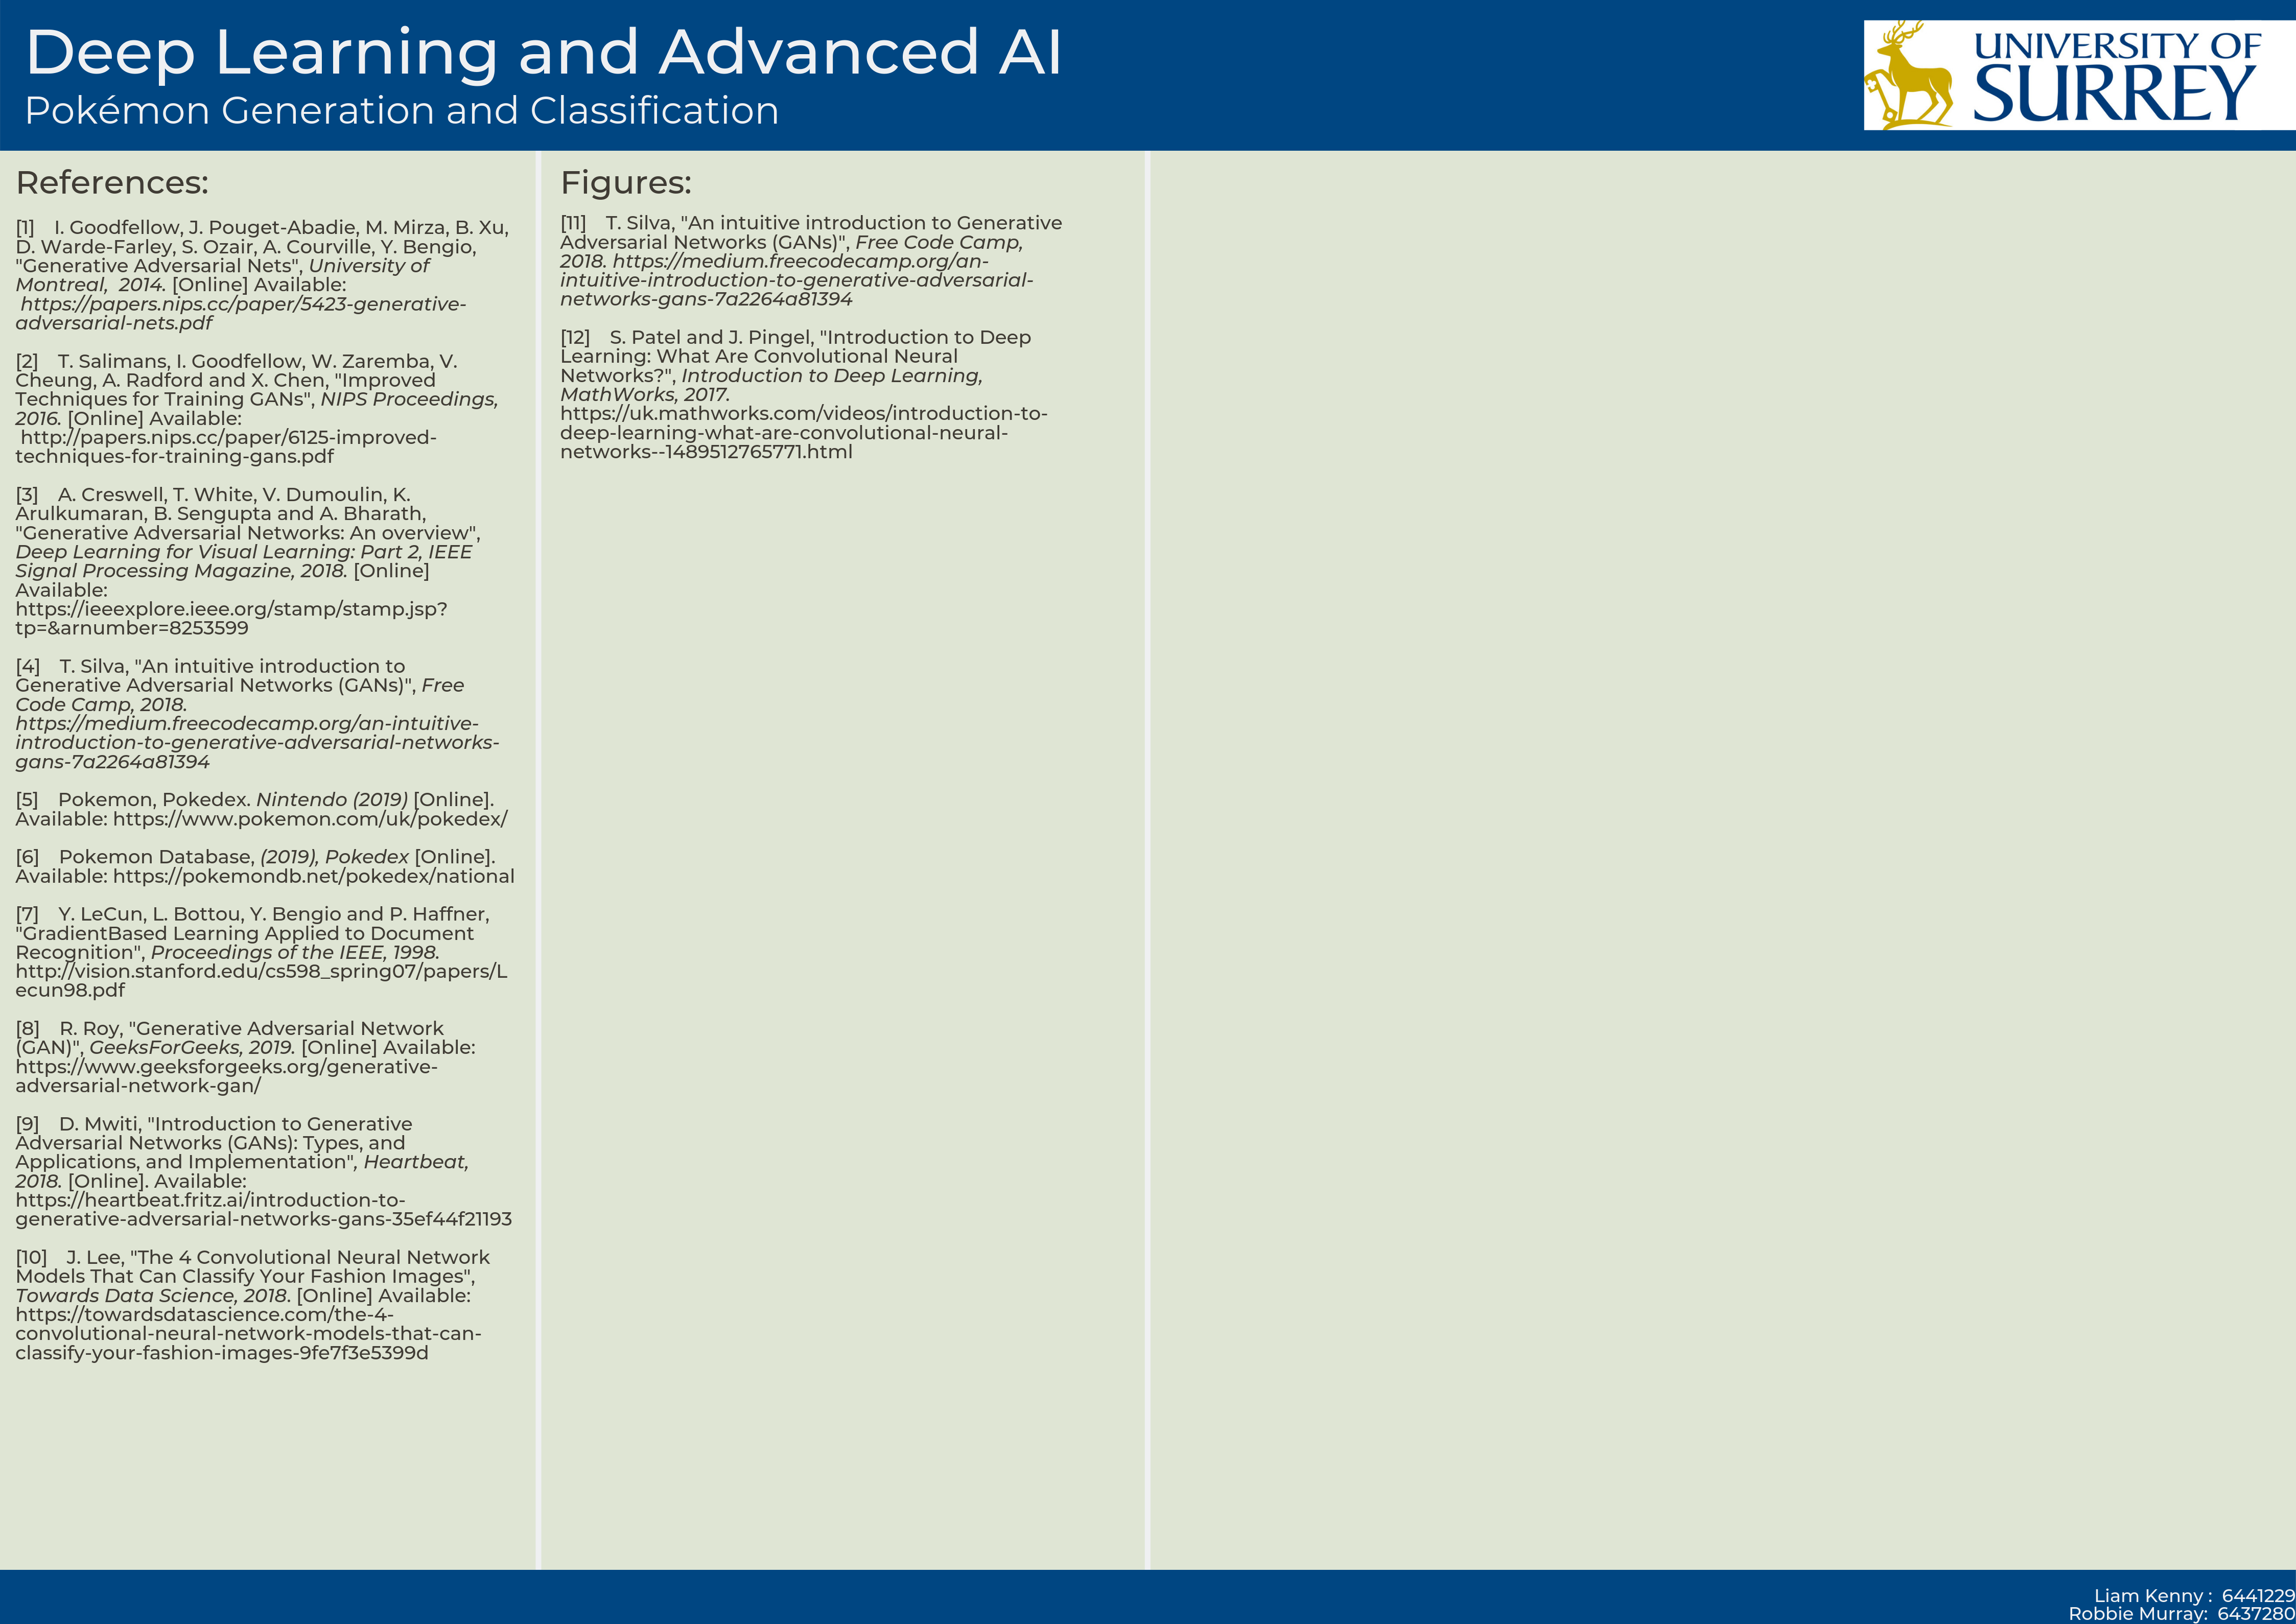 Deep Learning and Advanced AI
Pokémon Generation and Classification
UNIVERSITY OF
SURREY
References:
[1] I. Goodfellow, J. Pouget-Abadie, M. Mirza, B. Xu,
D. Warde-Farley, S. Ozair, A. Courville, Y. Bengio,
"Generative Adversarial Nets", University of
Montreal, 2014. [Online] Available:
https://papers.nips.cc/paper/5423-generative-
adversarial-nets.pdf
[2] T. Salimans, I. Goodfellow, W. Zaremba, V.
Cheung, A. Radford and X. Chen, "Improved
Techniques for Training GANs", NIPS Proceedings,
2016. [Online] Available:
http://papers.nips.cc/paper/6125-improved-
techniques-for-training-gans.pdf
[3] A. Creswell, T. White, V. Dumoulin, K.
Arulkumaran, B. Sengupta and A. Bharath,
"Generative Adversarial Networks: An overview",
Deep Learning for Visual Learning: Part 2, IEEE
Signal Processing Magazine, 2018. [Online]
Available:
https://ieeexplore.ieee.org/stamp/stamp.jsp?
tp=&arnumber=8253599
[4] T. Silva, "An intuitive introduction to
Generative Adversarial Networks (GANs)", Free
Code Camp, 2018.
https://medium.freecodecamp.org/an-intuitive-
introduction-to-generative-adversarial-networks-
gans-7a2264a81394
[5] Pokemon, Pokedex. Nintendo (2019) [Online].
Available: https://www.pokemon.com/uk/pokedex/
[6] Pokemon Database, (2019), Pokedex [Online].
Available: https://pokemondb.net/pokedex/national
[7] Y. LeCun, L. Bottou, Y. Bengio and P. Haffner,
"GradientBased Learning Applied to Document
Recognition", Proceedings of the IEEE, 1998.
http://vision.stanford.edu/cs598_spring07/papers/L
ecun98.pdf
[8] R. Roy, "Generative Adversarial Network
(GAN)", GeeksForGeeks, 2019. [Online] Available:
https://www.geeksforgeeks.org/generative-
adversarial-network-gan/
[9] D. Mwiti, "Introduction to Generative
Adversarial Networks (GANs): Types, and
Applications, and Implementation", Heartbeat,
2018. [Online]. Available:
https://heartbeat.fritz.ai/introduction-to-
generative-adversarial-networks-gans-35ef44f21193
[10] J. Lee, "The 4 Convolutional Neural Network
Models That Can Classify Your Fashion Images",
Towards Data Science, 2018. [Online] Available:
https://towardsdatascience.com/the-4-
convolutional-neural-network-models-that-can-
classify-your-fashion-images-9fe7f3e5399d
Figures:
[11] T. Silva, "An intuitive introduction to Generative
Adversarial Networks (GANs)", Free Code Camp,
2018. https://medium.freecodecamp.org/an-
intuitive-introduction-to-generative-adversarial-
networks-gans-7a2264a81394
[12] S. Patel and J. Pingel, "Introduction to Deep
Learning: What Are Convolutional Neural
Networks?", Introduction to Deep Learning,
MathWorks, 2017.
https://uk.mathworks.com/videos/introduction-to-
deep-learning-what-are-convolutional-neural-
networks--1489512765771.html
Liam Kenny : 6441229
Robbie Murray: 6437280